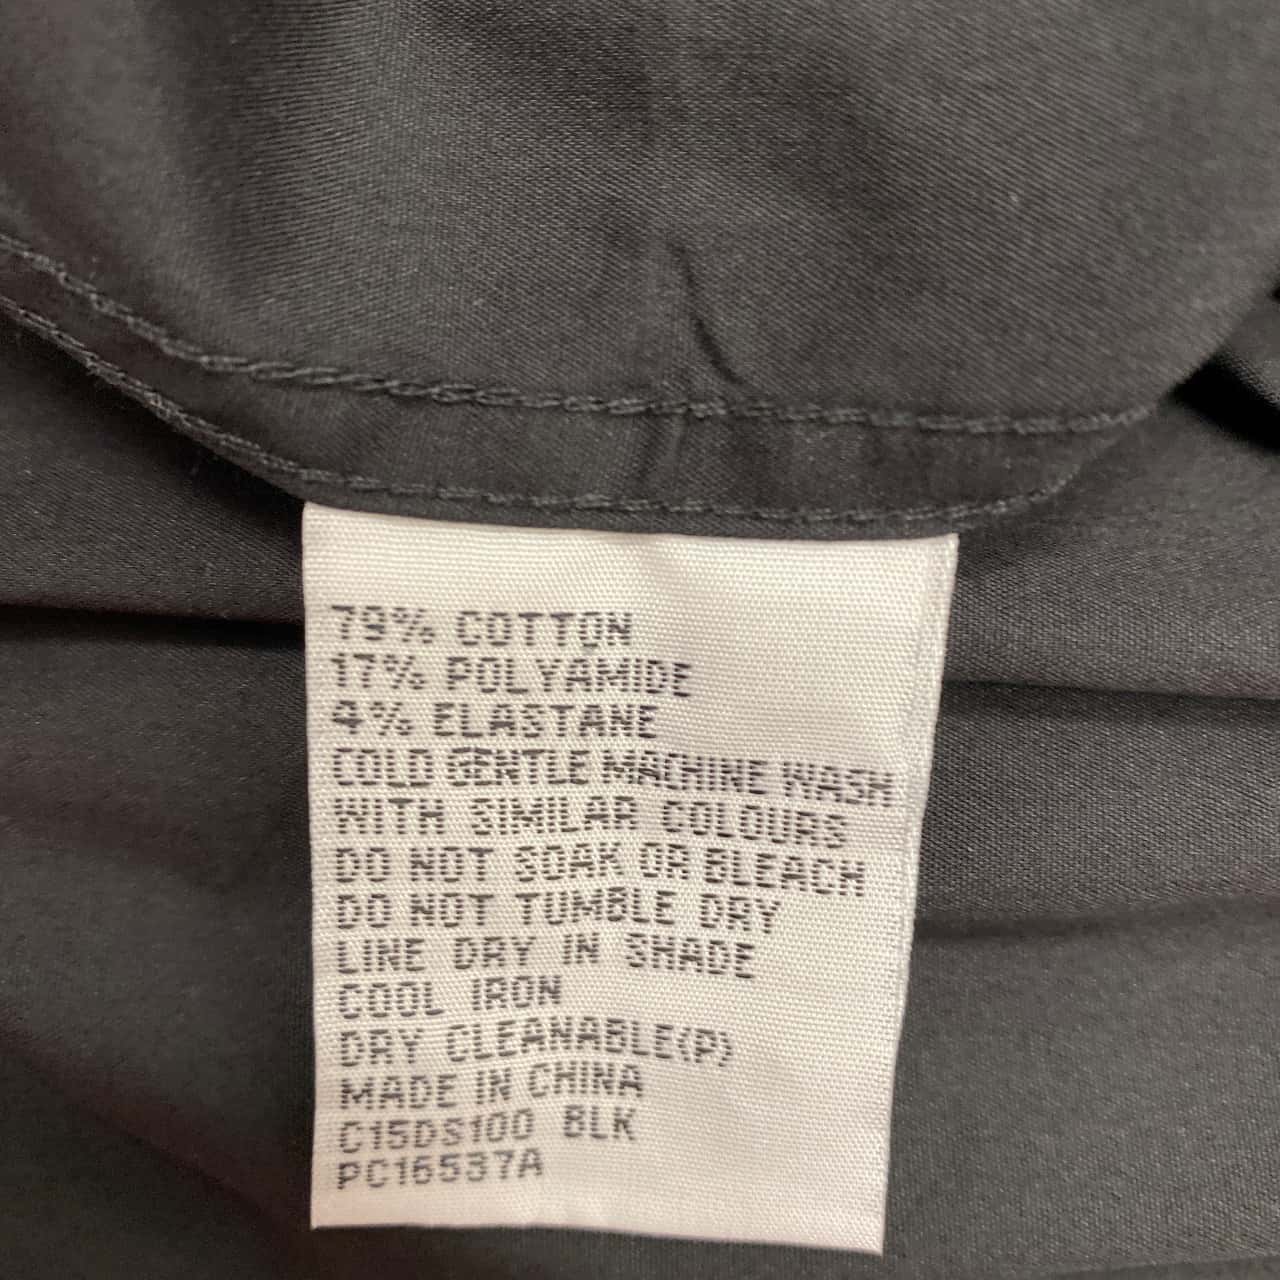 79% COTTON
17% POLYAMIDE
4% ELASTANE
COLD GENTLE MACHINE WASH
WITH SIMILAR COLOURS
DO NOT SOAK OR BLEACH
DO NOT TUMBLE DRY
LINE DRY IN SHADE
COOL IRON
DRY CLEANABLE(P)
MADE IN CHINA
C15DS100 BLK
PC16537A